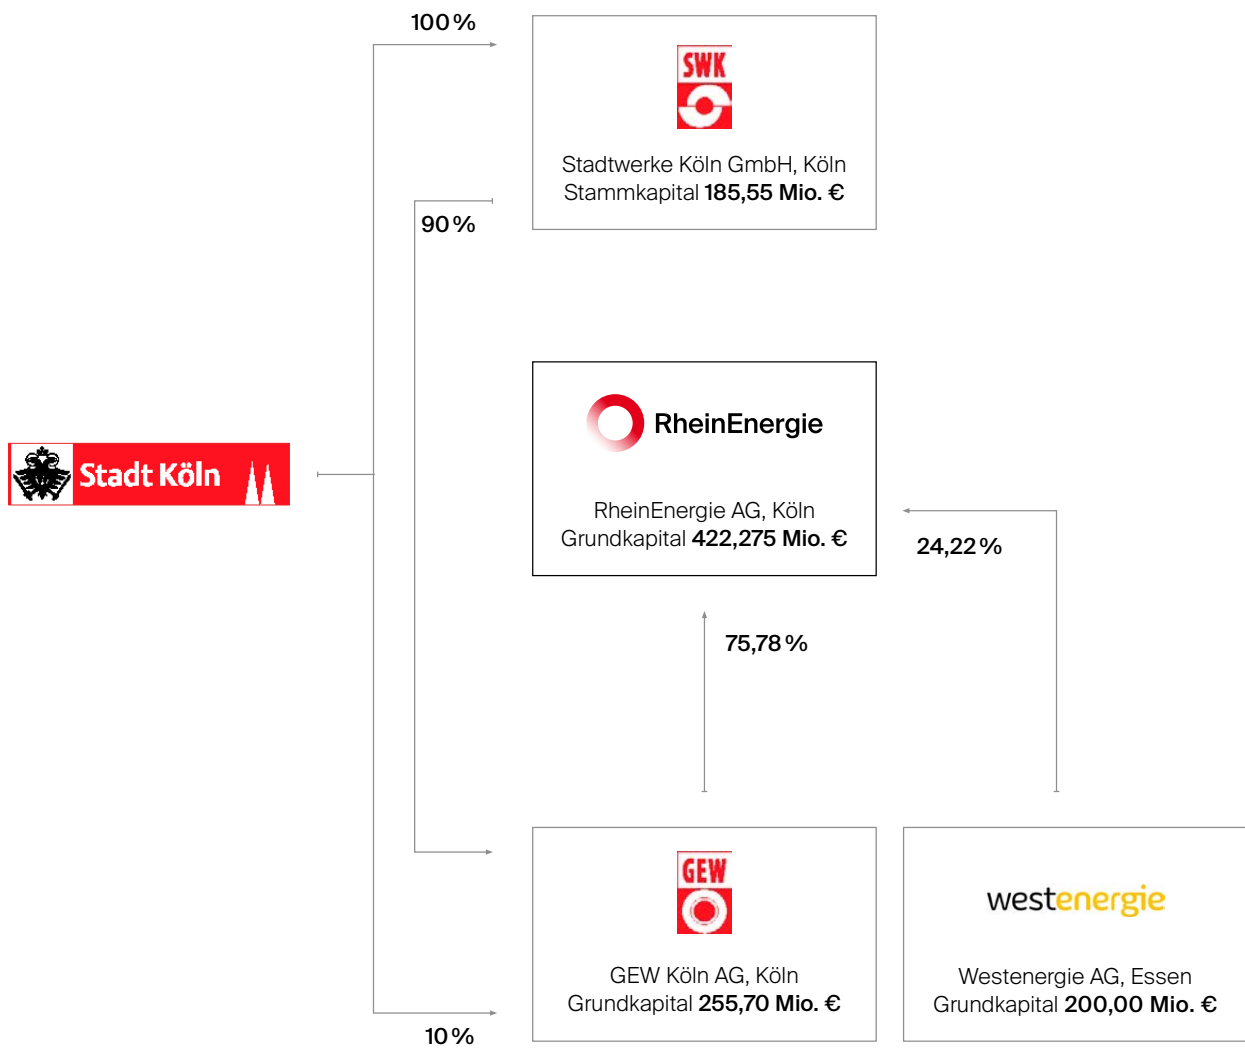 100 %
SWK
Stadtwerke Köln GmbH, Köln
Stammkapital 185,55 Mio. €
90 %
RheinEnergie
Stadt Köln
RheinEnergie AG, Köln
Grundkapital 422,275 Mio. €
24,22 %
75,78 %
GEW
westenergie
GEW Köln AG, Köln
Grundkapital 255,70 Mio. €
Westenergie AG, Essen
Grundkapital 200,00 Mio. €
10 %